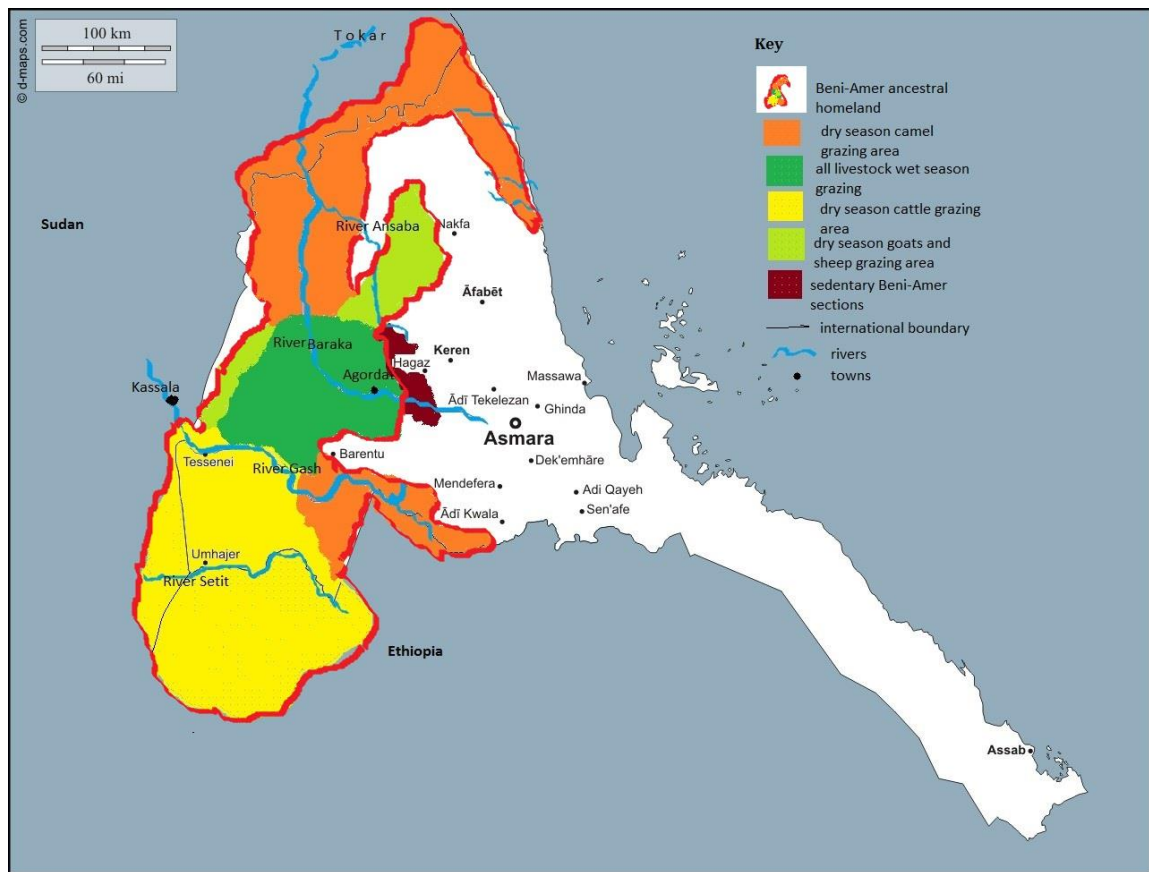 © d-maps.com
100 km
60 mi
Tokar
Key
Beni-Amer ancestral
homeland
dry season camel
grazing area
all livestock wet season
grazing
dry season cattle grazing
area
dry season goats and
sheep grazing area
sedentary Beni-Amer
sections
international boundary
rivers
towns
Sudan
River Ansaba
Nakfa
Āfabēt
River Baraka
Keren
Hagaz
Agordat
Massawa
Kassala
Ādī Tekelezan
Ghinda
Asmara
Tessenei
River Gash
Barentu
Dek'emhāre
Mendefera
Adi Qayeh
Ādī Kwala
Sen'afe
Umhajer
River Setit
Ethiopia
Assab